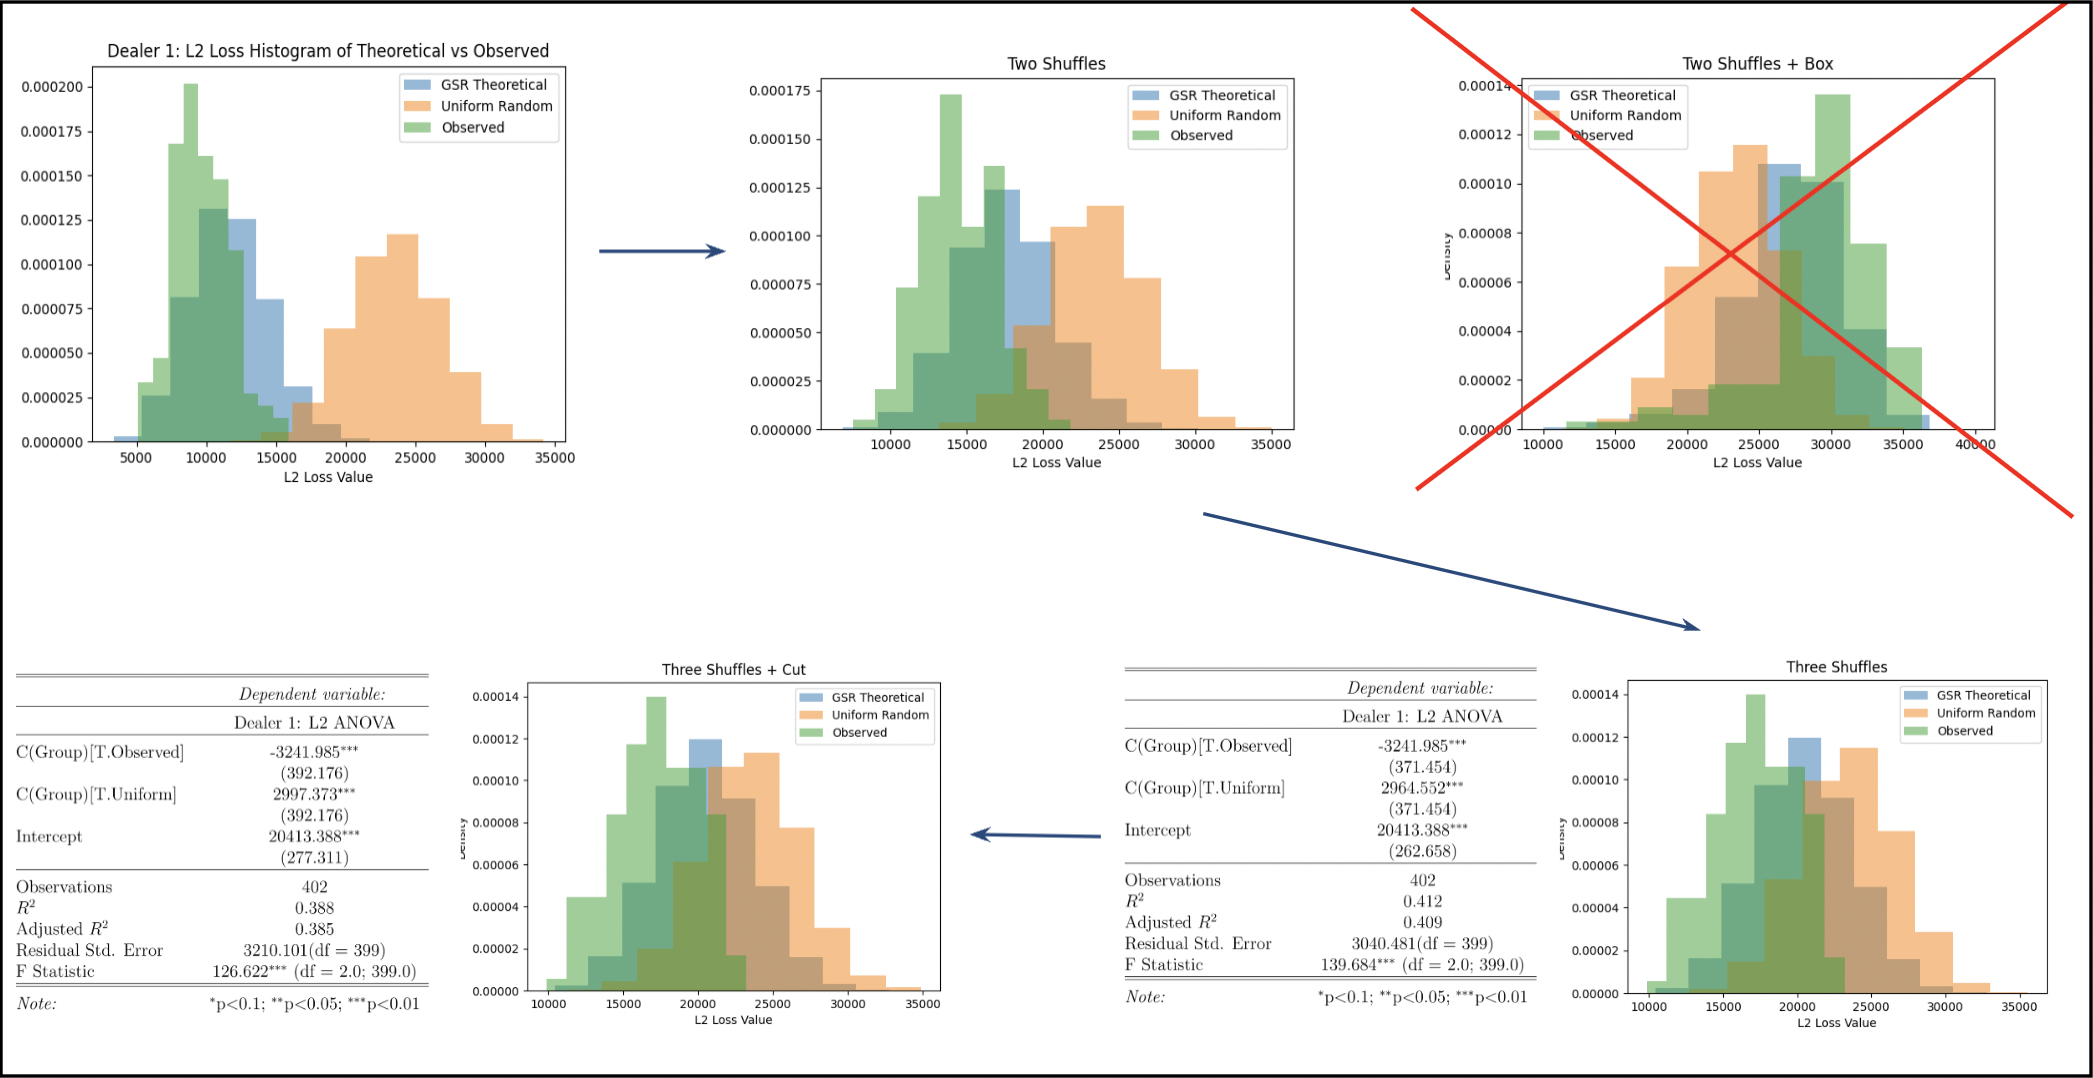 Dealer 1: L2 Loss Histogram of Theoretical vs Observed
GSR Theoretical
Uniform Random
Observed
0.000200
0.000175
0.000150
0.000125
0.000100
0.000075
0.000050
0.000025
0.000000
5000 10000 15000 20000 25000 30000 35000
L2 Loss Value
Two Shuffles
GSR Theoretical
Uniform Random
Observed
0.000175
0.000150
0.000125
0.000100
0.000075
0.000050
0.000025
0.000000
10000 15000 20000 25000 30000 35000
L2 Loss Value
Two Shuffles + Box
GSR Theoretical
Uniform Random
Observed
Density
0.00014
0.00012
0.00010
0.00008
0.00006
0.00004
0.00002
0.00000
10000 15000 20000 25000 30000 35000 40000
L2 Loss Value
Dependent variable:
Dealer 1: L2 ANOVA
C(Group)[T.Observed] -3241.985***
(392.176)
C(Group)[T.Uniform] 2997.373***
(392.176)
Intercept 20413.388***
(277.311)
Observations 402
R2 0.388
Adjusted R2 0.385
Residual Std. Error 3210.101(df = 399)
F Statistic 126.622*** (df = 2.0; 399.0)
Note: *p<0.1; **p<0.05; ***p<0.01
Three Shuffles + Cut
GSR Theoretical
Uniform Random
Observed
Density
0.00014
0.00012
0.00010
0.00008
0.00006
0.00004
0.00002
0.00000
10000 15000 20000 25000 30000 35000
L2 Loss Value
Dependent variable:
Dealer 1: L2 ANOVA
C(Group)[T.Observed] -3241.985***
(371.454)
C(Group)[T.Uniform] 2964.552***
(371.454)
Intercept 20413.388***
(262.658)
Observations 402
R2 0.412
Adjusted R2 0.409
Residual Std. Error 3040.481(df = 399)
F Statistic 139.684*** (df = 2.0; 399.0)
Note: *p<0.1; **p<0.05; ***p<0.01
Three Shuffles
GSR Theoretical
Uniform Random
Observed
Density
0.00014
0.00012
0.00010
0.00008
0.00006
0.00004
0.00002
0.00000
10000 15000 20000 25000 30000 35000
L2 Loss Value